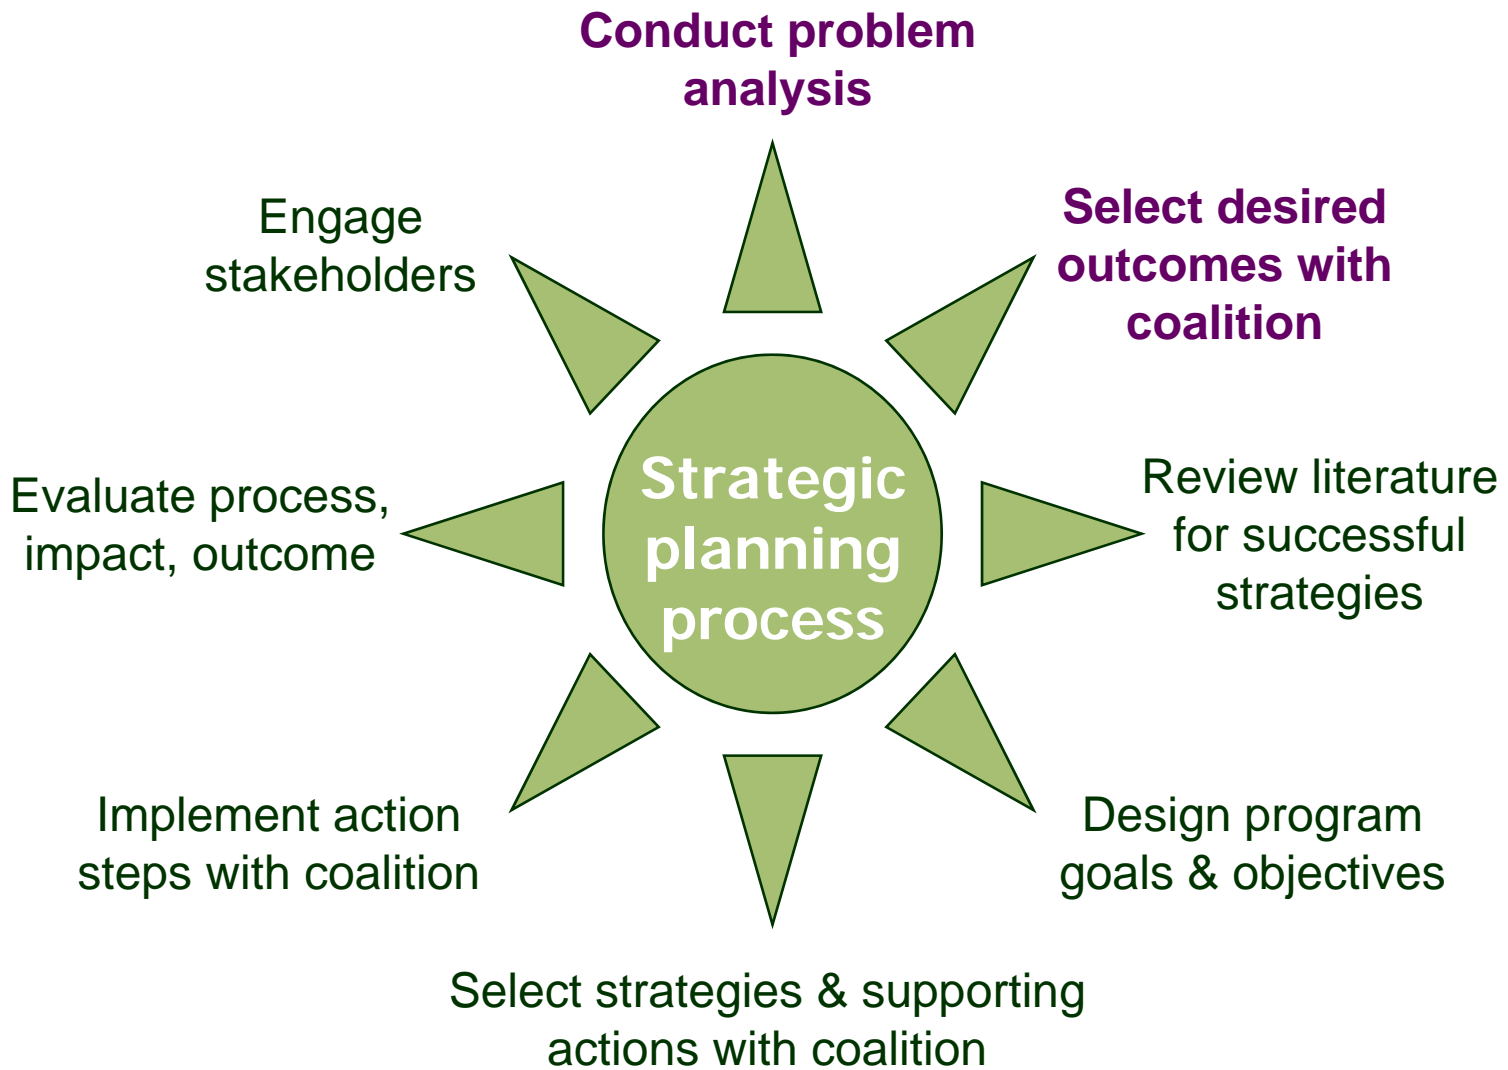 Conduct problem
analysis
Select desired
outcomes with
coalition
Review literature
for successful
strategies
Design program
goals & objectives
Select strategies & supporting
actions with coalition
Implement action
steps with coalition
Evaluate process,
impact, outcome
Engage
stakeholders
Strategic
planning
process